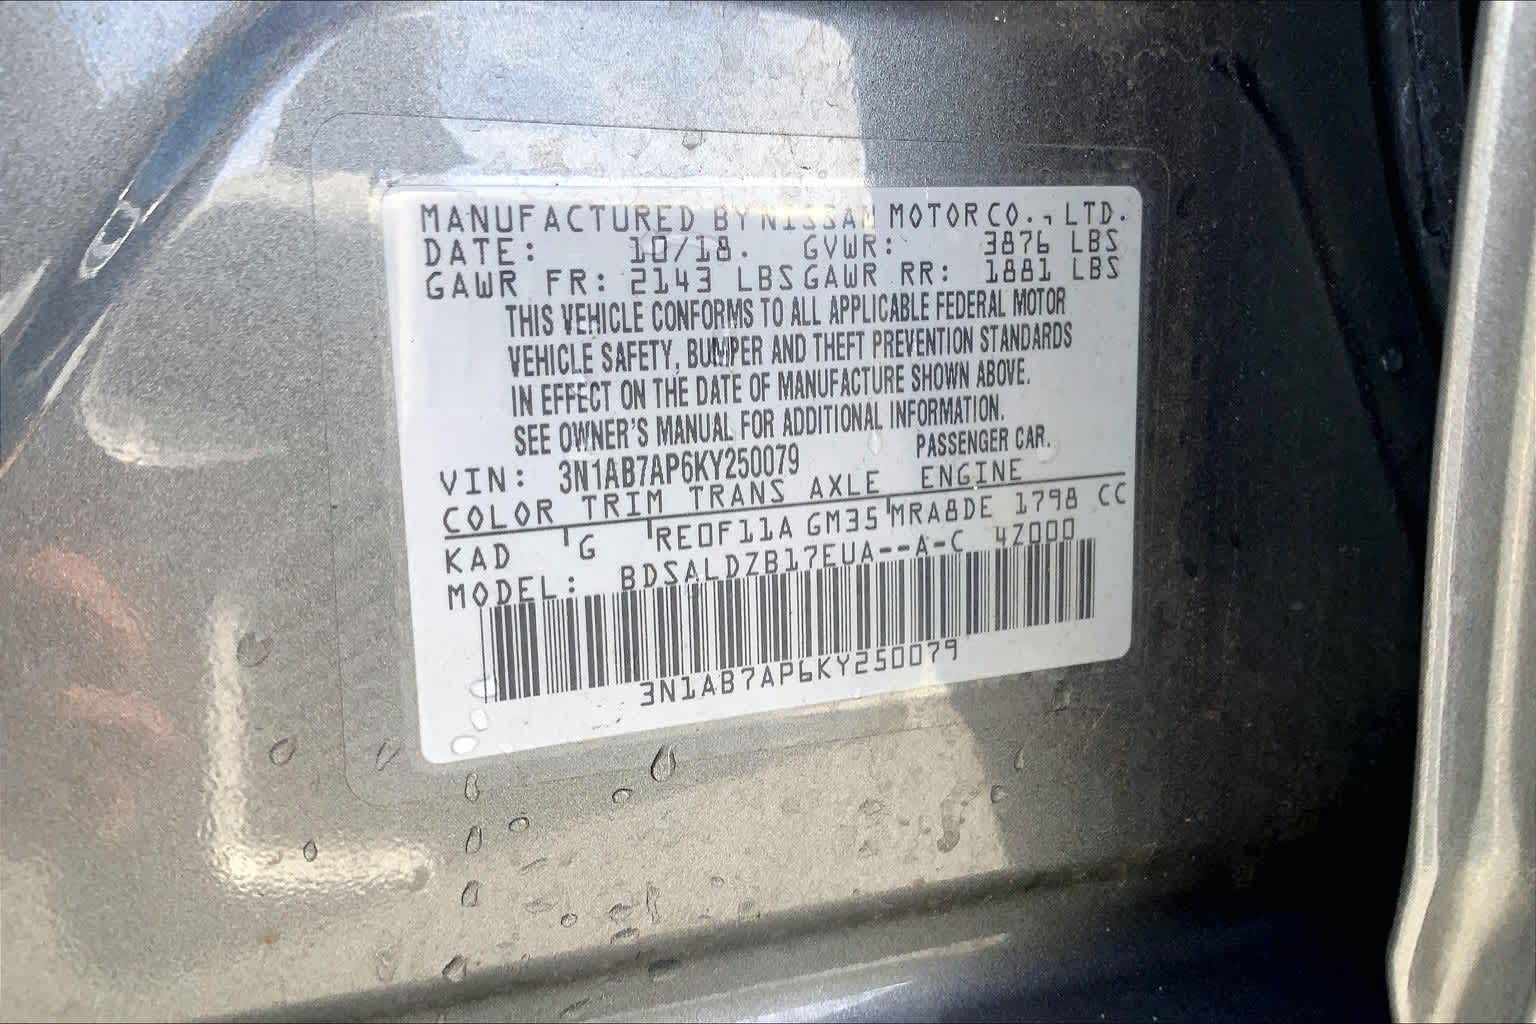 MANUFACTURED BY NISSAN MOTOR CO., LTD.
DATE: 10/18. GVWR: 3876 LBS
GAWR FR: 2143 LBS GAWR RR: 1881 LBS
THIS VEHICLE CONFORMS TO ALL APPLICABLE FEDERAL MOTOR
VEHICLE SAFETY, BUMPER AND THEFT PREVENTION STANDARDS
IN EFFECT ON THE DATE OF MANUFACTURE SHOWN ABOVE.
SEE OWNER'S MANUAL FOR ADDITIONAL INFORMATION.
VIN: 3N1AB7AP6KY250079 PASSENGER CAR.
COLOR TRIM TRANS AXLE ENGINE
KAD G RE0F11A GM35 MRA8DE 1798 CC
MODEL: BDSALDZB17EUA--A-C 4Z000
3N1AB7AP6KY250079